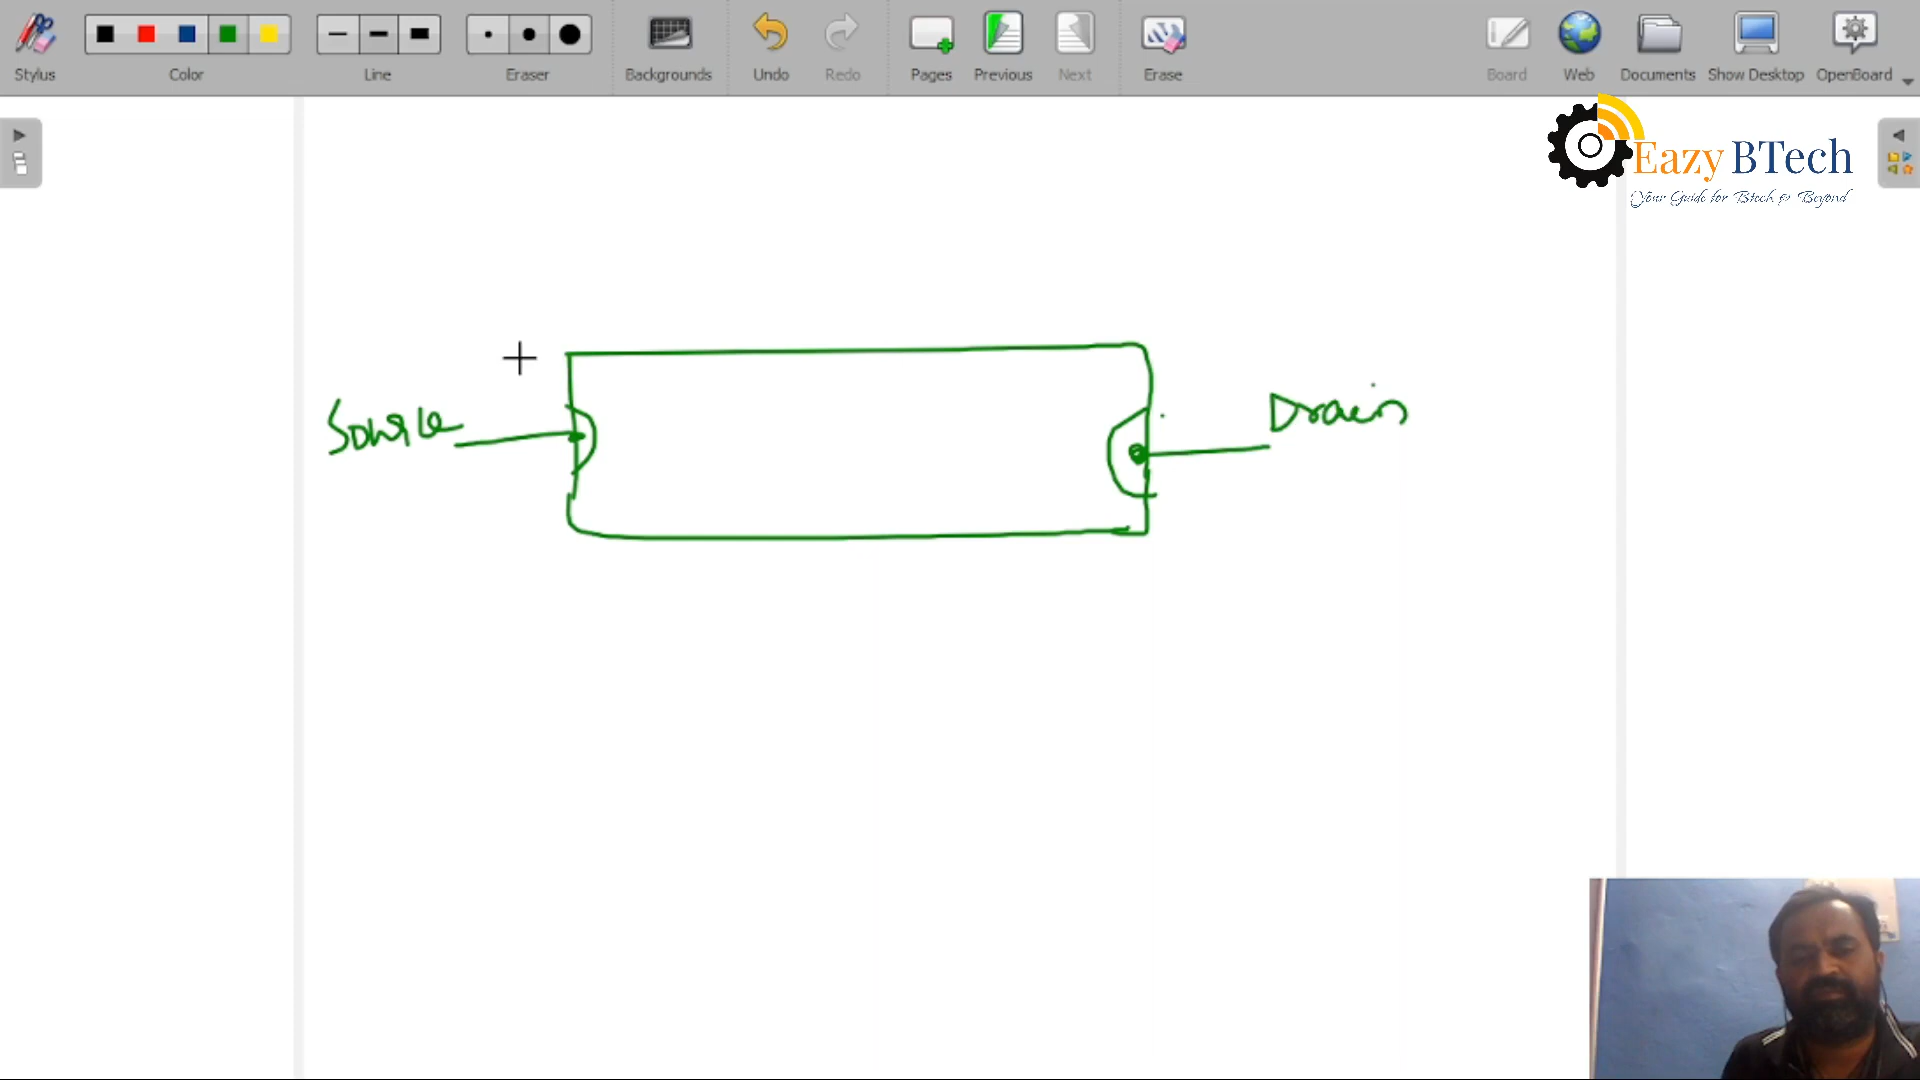 Stylus
Color
Line
Eraser
Backgrounds
Undo
Redo
Pages
Previous
Next
Erase
Board
Web
Documents
Show Desktop
OpenBoard
Eazy BTech
Your Guide for Btech & Beyond
Source
Drain